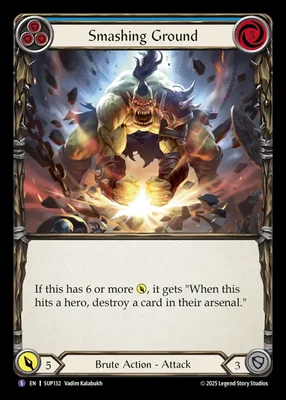 Smashing Ground
If this has 6 or more , it gets "When this
hits a hero, destroy a card in their arsenal."
5
Brute Action - Attack
3
S EN | SUP132 Vadim Kalabukh
© 2025 Legend Story Studios